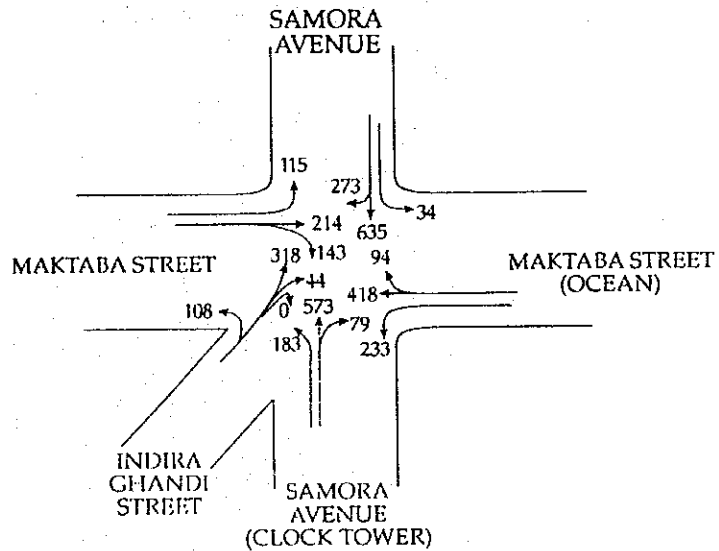 SAMORA
AVENUE
115
273
34
214
635
318 143
94
MAKTABA STREET
MAKTABA STREET
(OCEAN)
44
418
108
0
573
79
183
233
INDIRA
GHANDI
STREET
SAMORA
AVENUE
(CLOCK TOWER)